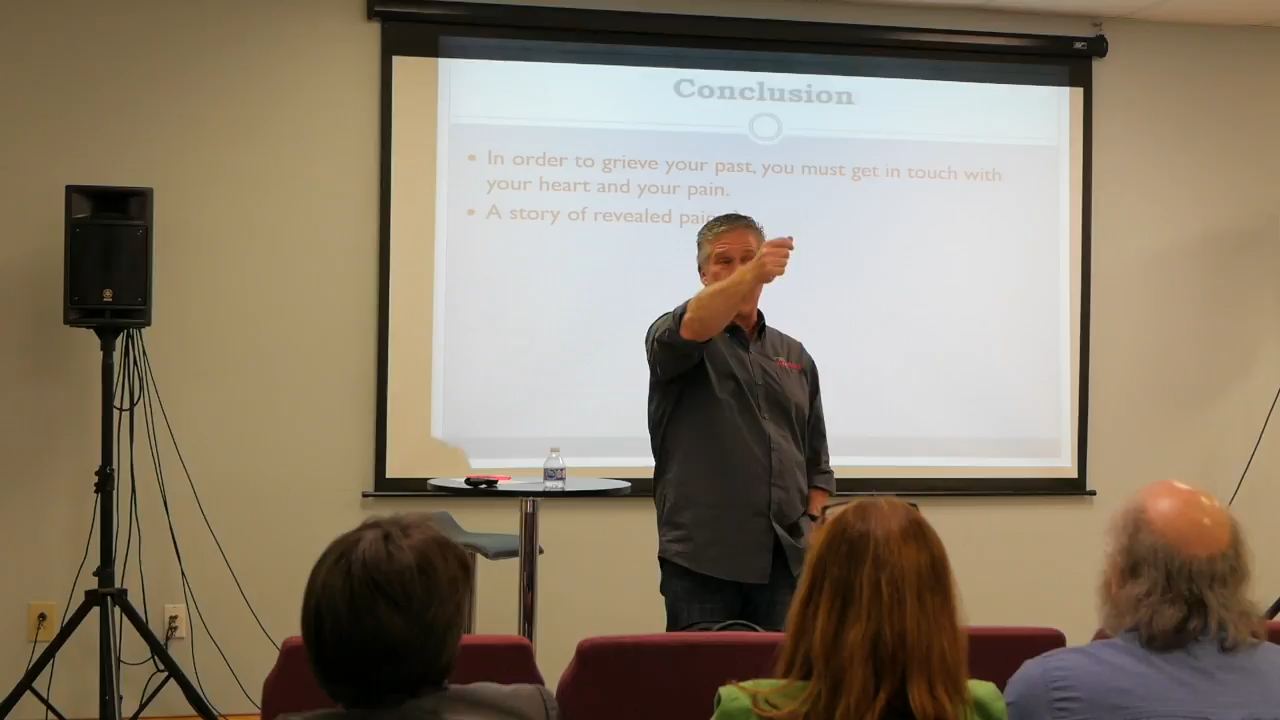 Conclusion
• In order to grieve your past, you must get in touch with
your heart and your pain.
• A story of revealed